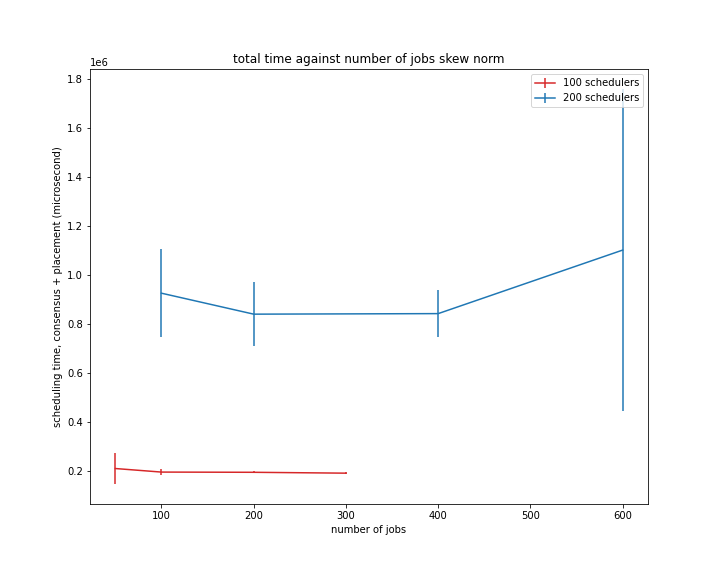 total time against number of jobs skew norm
1e6
100 schedulers
200 schedulers
scheduling time, consensus + placement (microsecond)
1.8
1.6
1.4
1.2
1.0
0.8
0.6
0.4
0.2
100 200 300 400 500 600
number of jobs